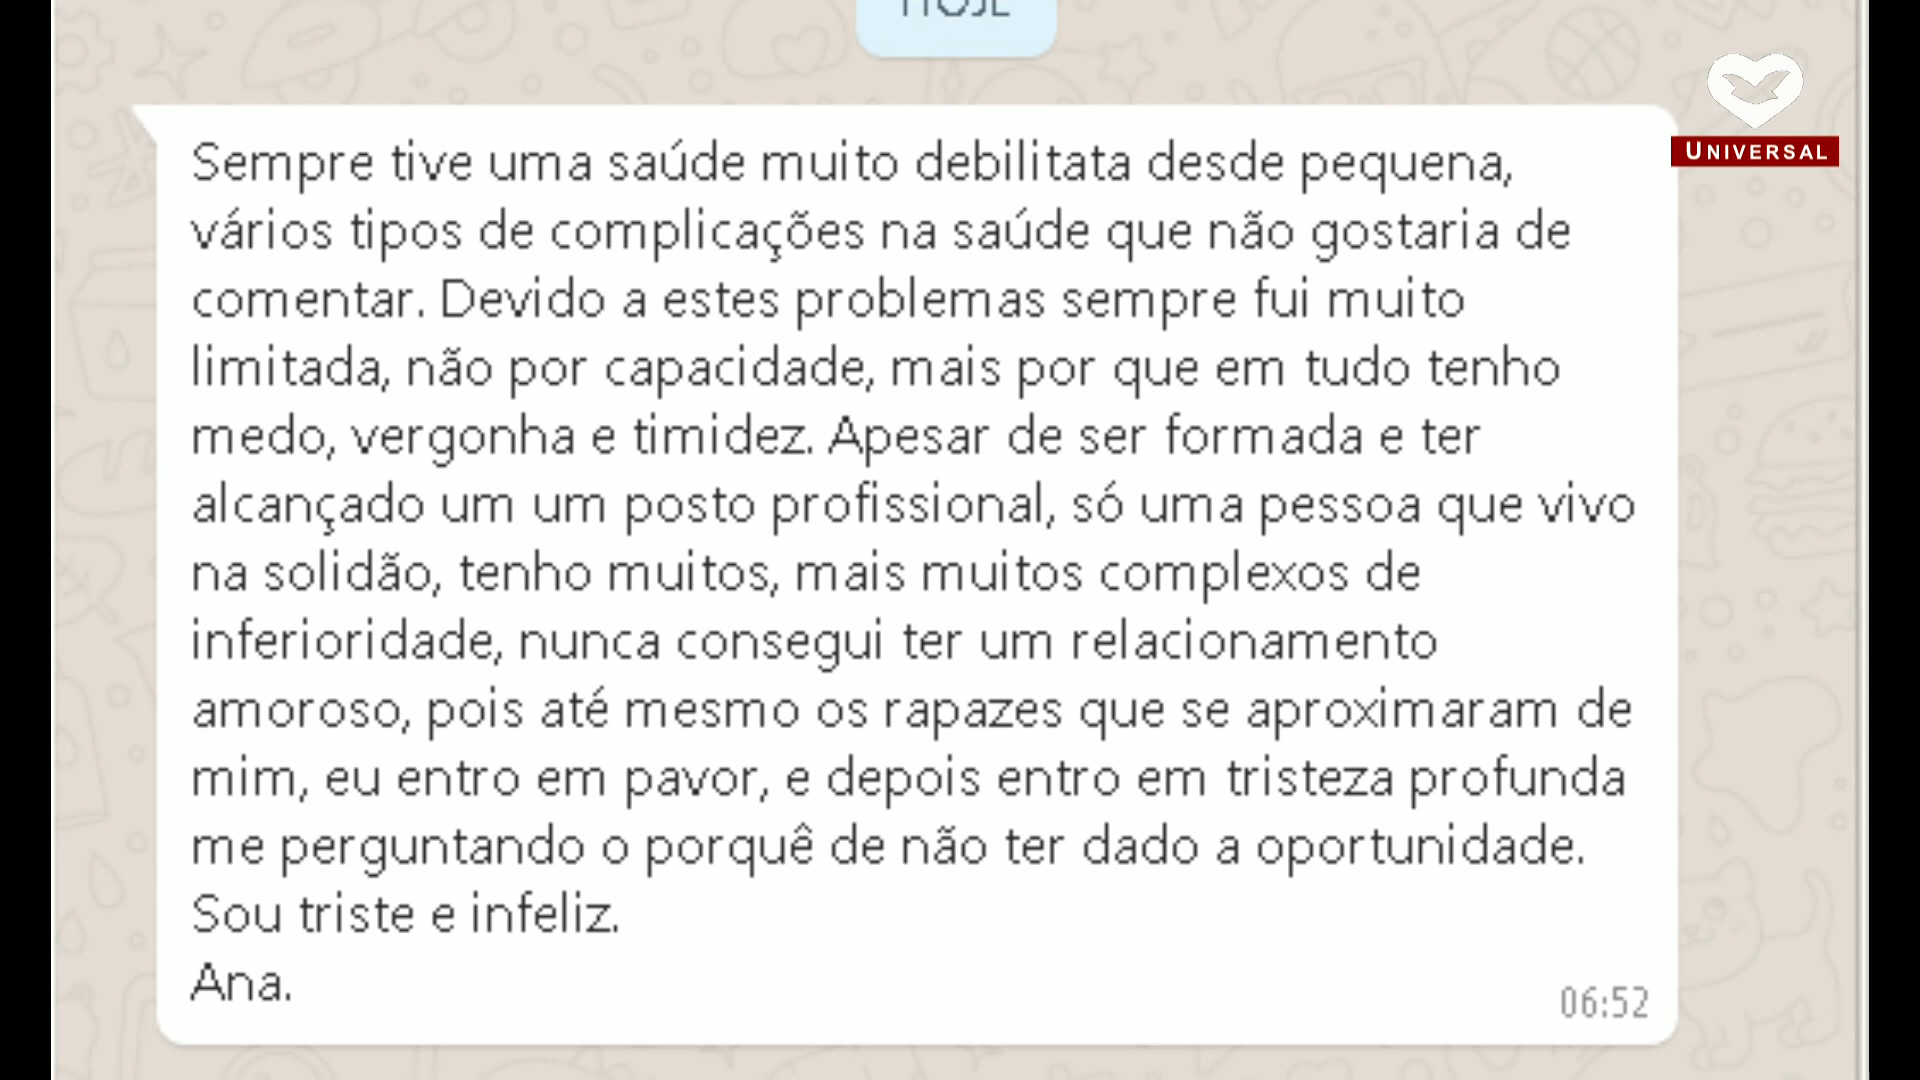 HOJE
UNIVERSAL
Sempre tive uma saúde muito debilitata desde pequena,
vários tipos de complicações na saúde que não gostaria de
comentar. Devido a estes problemas sempre fui muito
limitada, não por capacidade, mais por que em tudo tenho
medo, vergonha e timidez. Apesar de ser formada e ter
alcançado um um posto profissional, só uma pessoa que vivo
na solidão, tenho muitos, mais muitos complexos de
inferioridade, nunca consegui ter um relacionamento
amoroso, pois até mesmo os rapazes que se aproximaram de
mim, eu entro em pavor, e depois entro em tristeza profunda
me perguntando o porquê de não ter dado a oportunidade.
Sou triste e infeliz.
Ana.
06:52